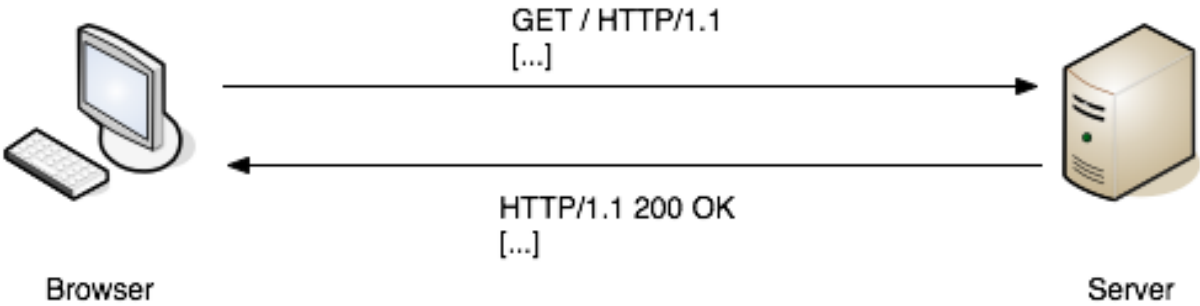 GET / HTTP/1.1
[...]
HTTP/1.1 200 OK
[...]
Browser
Server